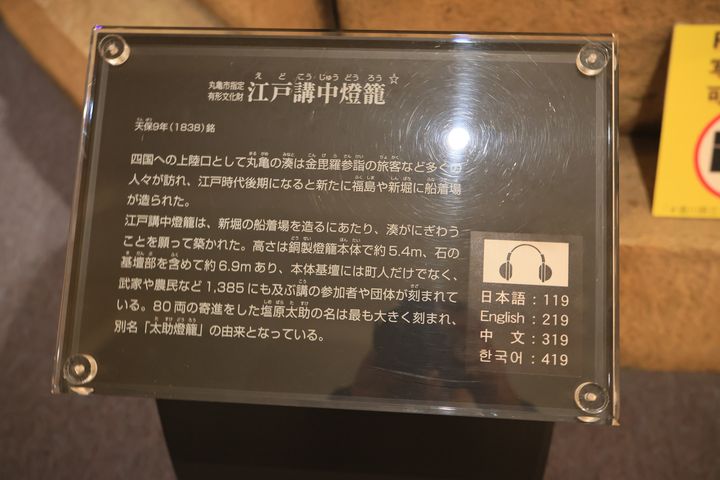 丸亀市指定
有形文化財
江戸講中燈籠☆
えどこうじゅうどうろう
天保9年(1838)銘
四国への上陸口として丸亀の湊は金毘羅参詣の旅客など多くの
人々が訪れ、江戸時代後期になると新たに福島や新堀に船着場
が造られた。
江戸講中燈籠は、新堀の船着場を造るにあたり、湊がにぎわう
ことを願って築かれた。高さは銅製燈籠本体で約5.4m、石の
基壇部を含めて約6.9mあり、本体基壇には町人だけでなく、
武家や農民など1,385にも及ぶ講の参加者や団体が刻まれて
いる。80両の寄進をした塩原太助の名は最も大きく刻まれ、
別名「太助燈籠」の由来となっている。
日本語:119
English:219
中 文:319
한국어:419